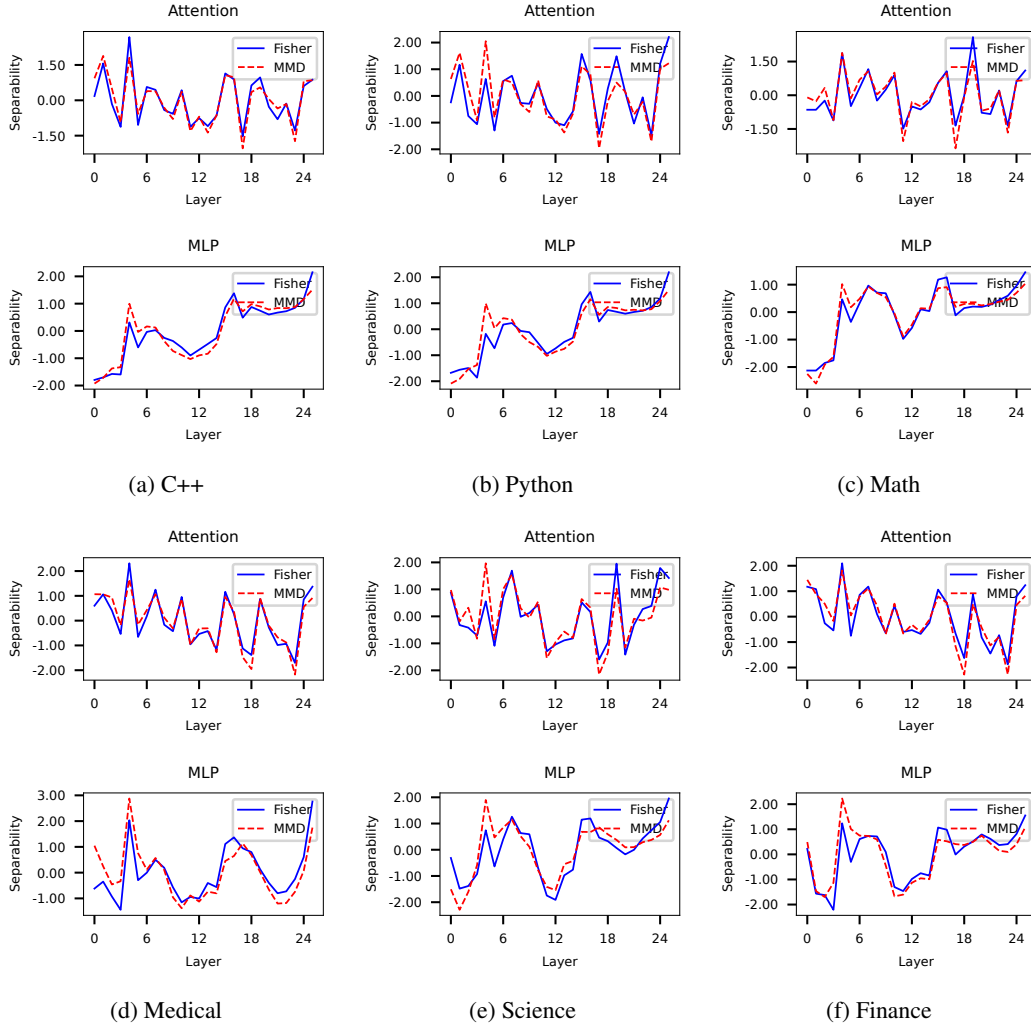 Attention
Separability
1.50
0.00
-1.50
Fisher
MMD
0 6 12 18 24
Layer
MLP
Separability
2.00
1.00
0.00
-1.00
-2.00
Fisher
MMD
0 6 12 18 24
Layer
(a) C++
Attention
Separability
2.00
1.00
0.00
-1.00
-2.00
Fisher
MMD
0 6 12 18 24
Layer
MLP
Separability
2.00
1.00
0.00
-1.00
-2.00
Fisher
MMD
0 6 12 18 24
Layer
(b) Python
Attention
Separability
1.50
0.00
-1.50
Fisher
MMD
0 6 12 18 24
Layer
MLP
Separability
1.00
0.00
-1.00
-2.00
Fisher
MMD
0 6 12 18 24
Layer
(c) Math
Attention
Separability
2.00
1.00
0.00
-1.00
-2.00
Fisher
MMD
0 6 12 18 24
Layer
MLP
Separability
3.00
2.00
1.00
0.00
-1.00
Fisher
MMD
0 6 12 18 24
Layer
(d) Medical
Attention
Separability
2.00
1.00
0.00
-1.00
-2.00
Fisher
MMD
0 6 12 18 24
Layer
MLP
Separability
2.00
1.00
0.00
-1.00
-2.00
Fisher
MMD
0 6 12 18 24
Layer
(e) Science
Attention
Separability
2.00
1.00
0.00
-1.00
-2.00
Fisher
MMD
0 6 12 18 24
Layer
MLP
Separability
2.00
1.00
0.00
-1.00
-2.00
Fisher
MMD
0 6 12 18 24
Layer
(f) Finance